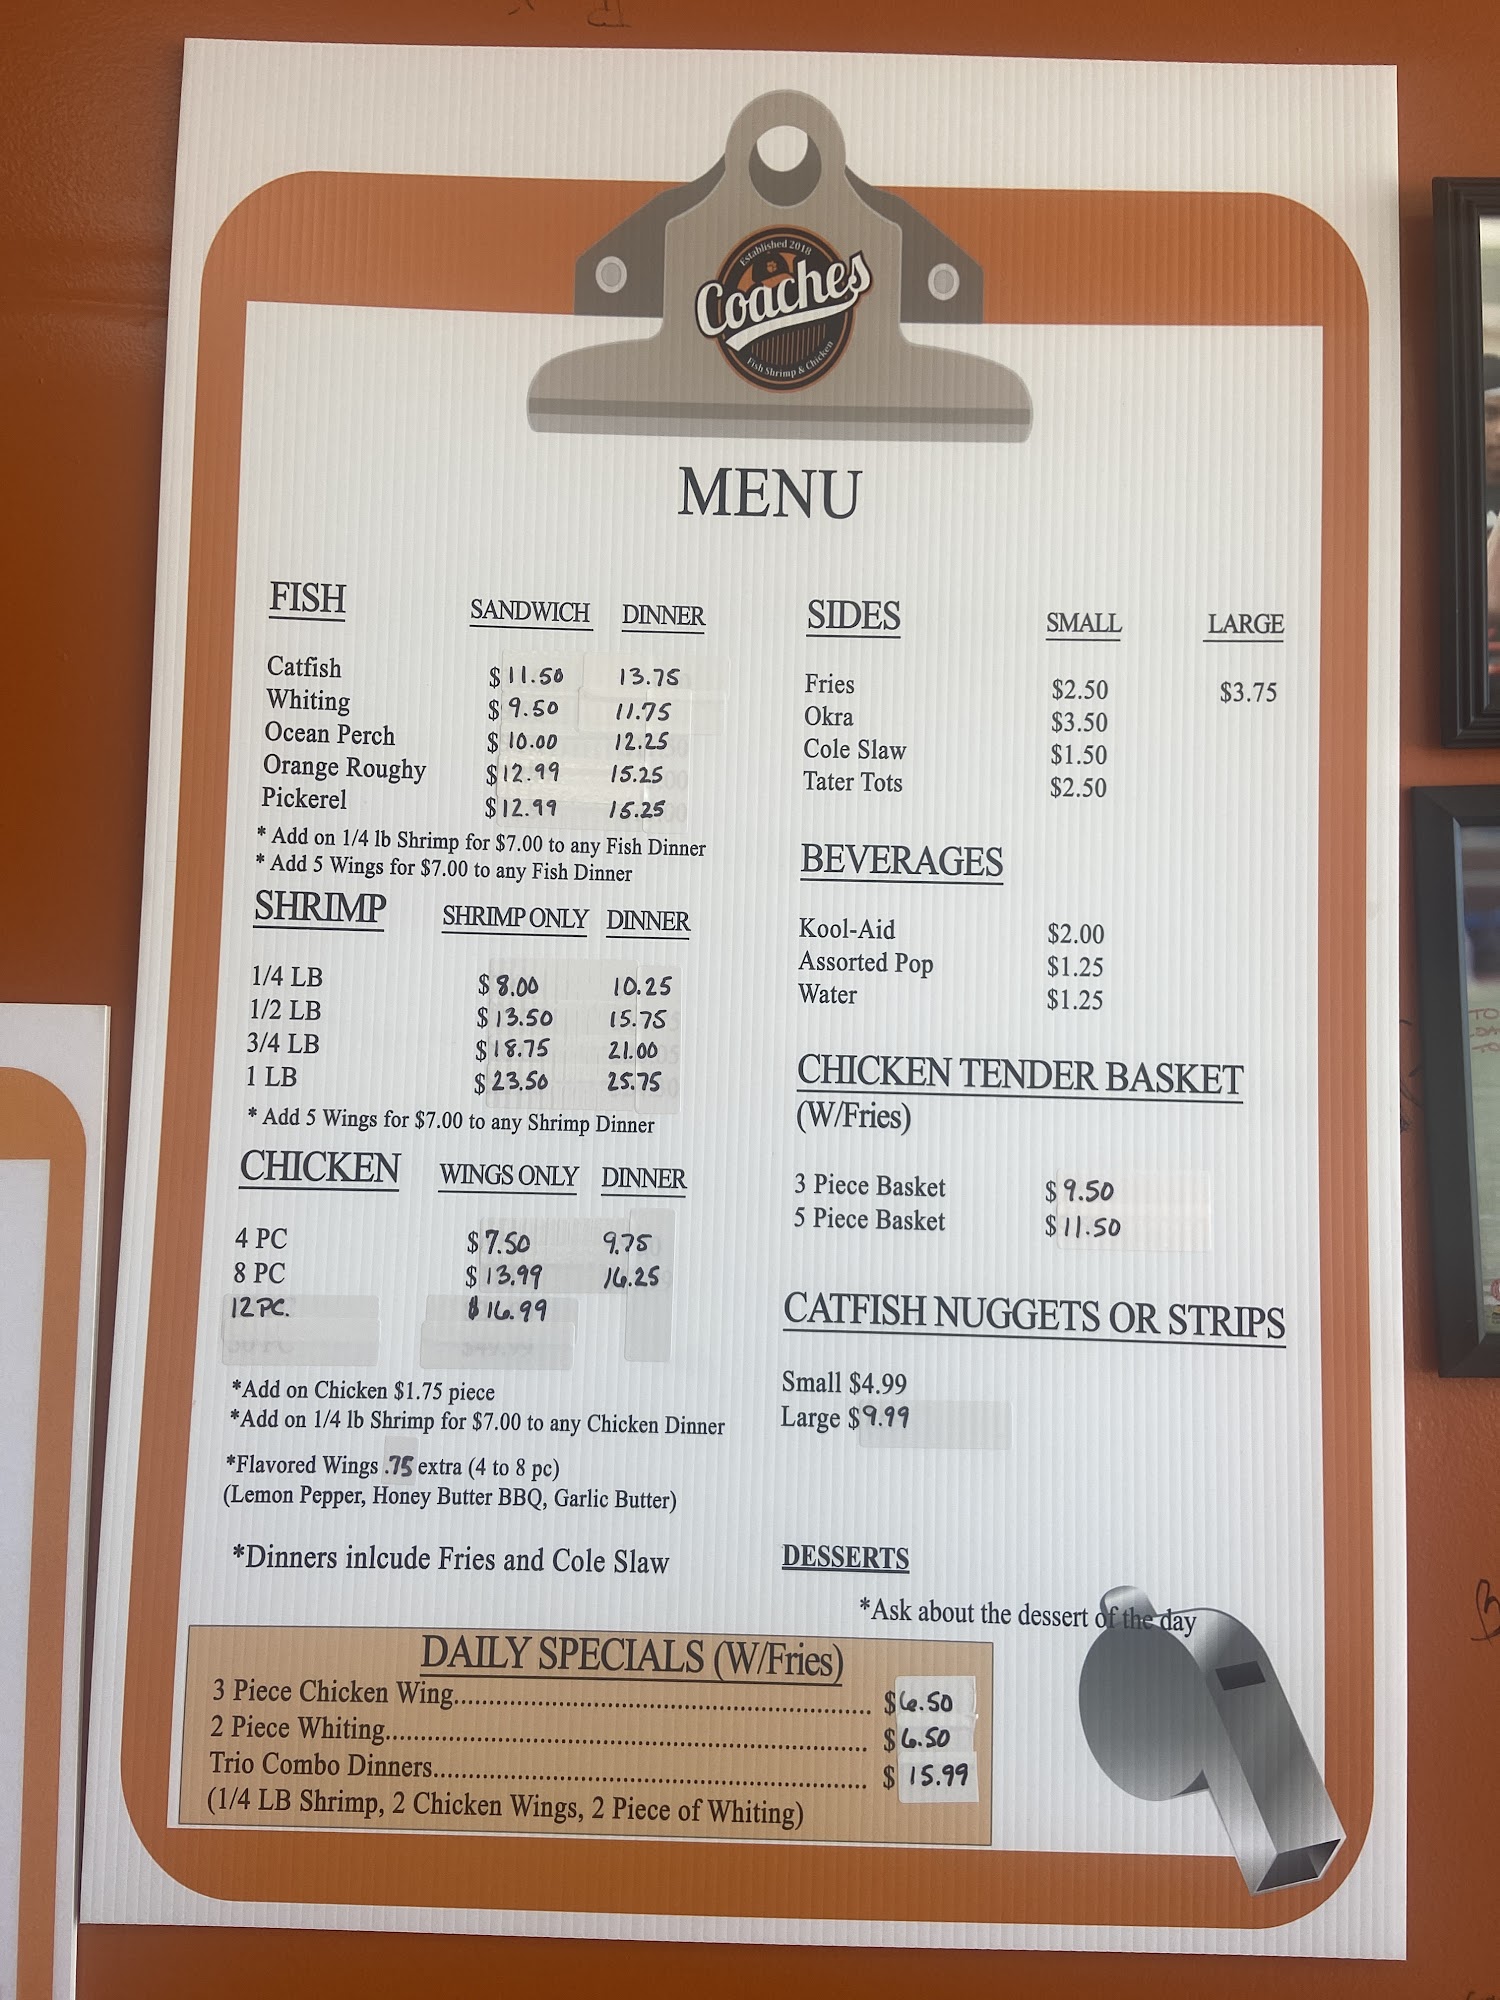 Established 2018
Coaches
Fish Shrimp & Chicken
MENU
FISH SANDWICH DINNER
Catfish $11.50 13.75
Whiting $9.50 11.75
Ocean Perch $10.00 12.25
Orange Roughy $12.99 15.25
Pickerel $12.99 15.25
* Add on 1/4 lb Shrimp for $7.00 to any Fish Dinner
* Add 5 Wings for $7.00 to any Fish Dinner
SHRIMP SHRIMP ONLY DINNER
1/4 LB $8.00 10.25
1/2 LB $13.50 15.75
3/4 LB $18.75 21.00
1 LB $23.50 25.75
* Add 5 Wings for $7.00 to any Shrimp Dinner
CHICKEN WINGS ONLY DINNER
4 PC $7.50 9.75
8 PC $13.99 16.25
12PC. $16.99
*Add on Chicken $1.75 piece
*Add on 1/4 lb Shrimp for $7.00 to any Chicken Dinner
*Flavored Wings .75 extra (4 to 8 pc)
(Lemon Pepper, Honey Butter BBQ, Garlic Butter)
*Dinners inlcude Fries and Cole Slaw
SIDES SMALL LARGE
Fries $2.50 $3.75
Okra $3.50
Cole Slaw $1.50
Tater Tots $2.50
BEVERAGES
Kool-Aid $2.00
Assorted Pop $1.25
Water $1.25
CHICKEN TENDER BASKET
(W/Fries)
3 Piece Basket $9.50
5 Piece Basket $11.50
CATFISH NUGGETS OR STRIPS
Small $4.99
Large $9.99
DESSERTS
*Ask about the dessert of the day
DAILY SPECIALS (W/Fries)
3 Piece Chicken Wing $6.50
2 Piece Whiting $6.50
Trio Combo Dinners $15.99
(1/4 LB Shrimp, 2 Chicken Wings, 2 Piece of Whiting)